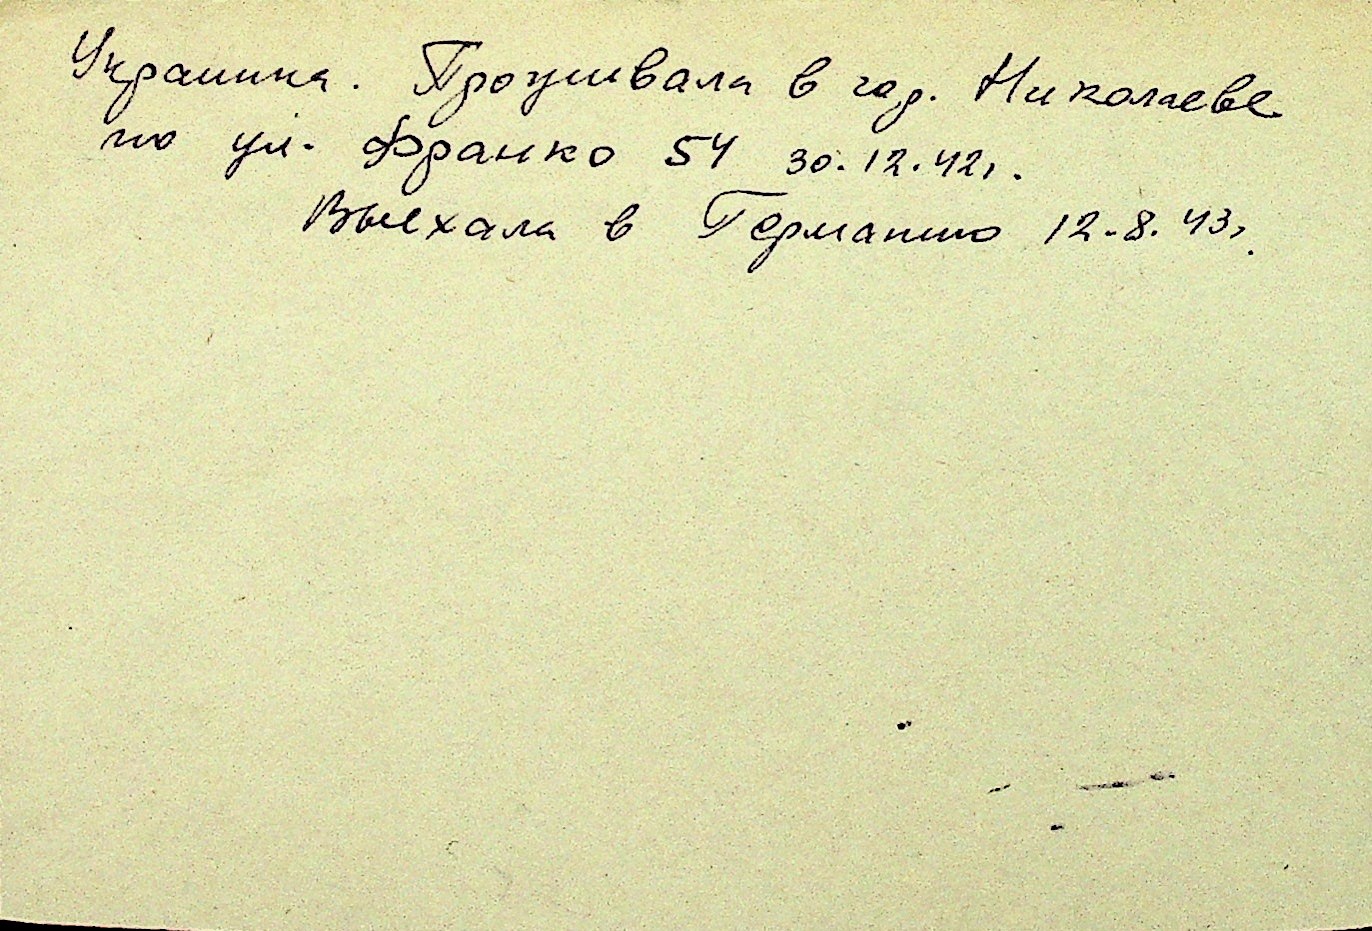 Украинка. Проживала в гор. Николаеве
по ул. Франко 54 30.12.42г.
Выехала в Германию 12.8.43г.